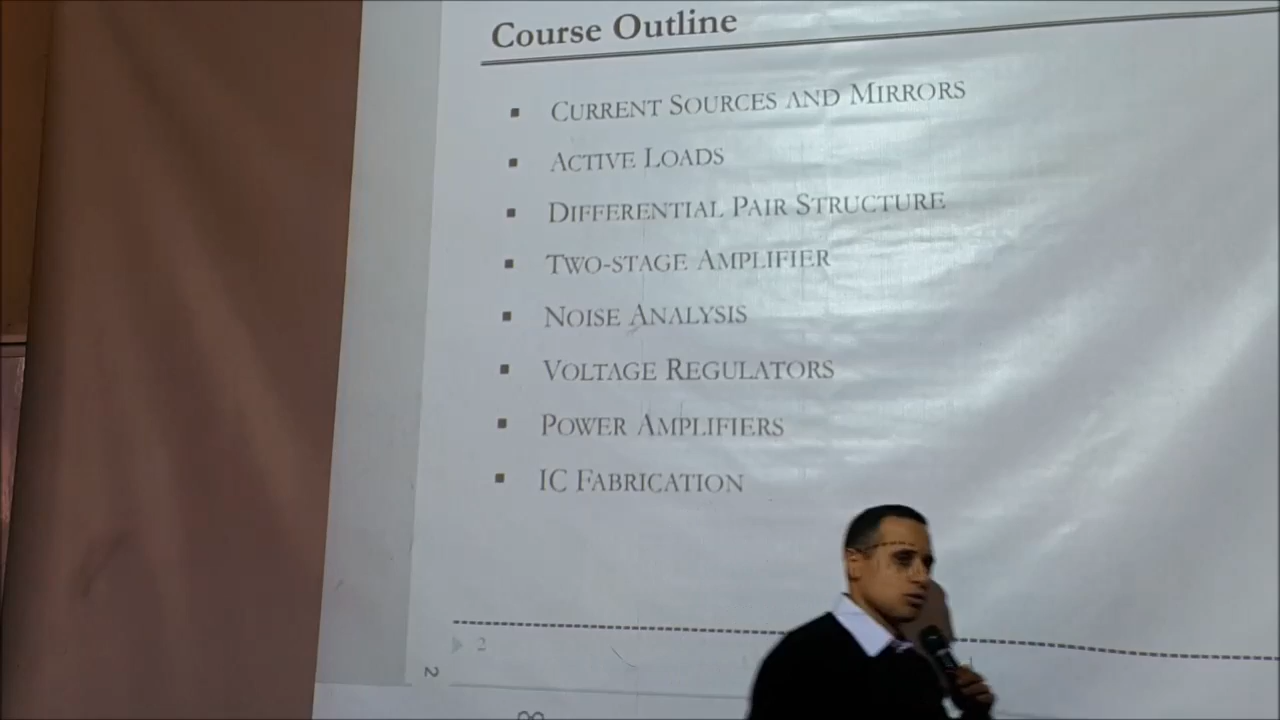 Course Outline
▪ CURRENT SOURCES AND MIRRORS
▪ ACTIVE LOADS
▪ DIFFERENTIAL PAIR STRUCTURE
▪ TWO-STAGE AMPLIFIER
▪ NOISE ANALYSIS
▪ VOLTAGE REGULATORS
▪ POWER AMPLIFIERS
▪ IC FABRICATION
2
2